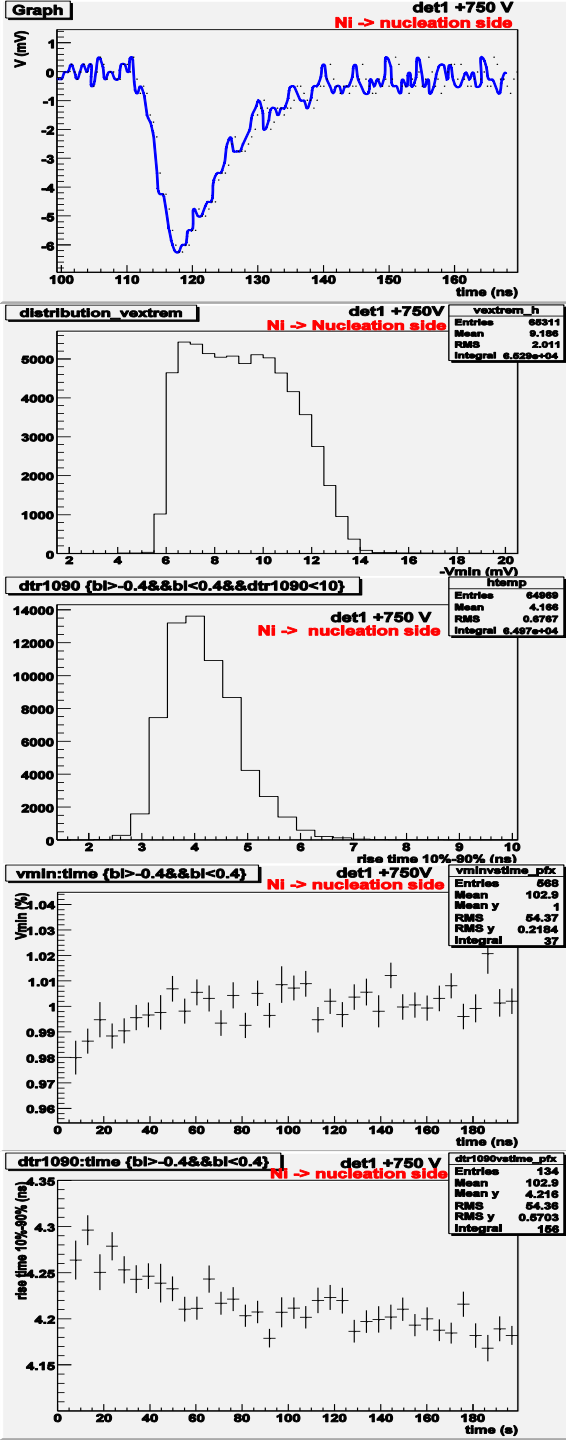 Graph
det1 +750 V
Ni -> nucleation side
V (mV)
1
0
-1
-2
-3
-4
-5
-6
100 110 120 130 140 150 160
time (ns)
distribution_vextrem
det1 +750V
Ni -> Nucleation side
vextrem_h
Entries 65311
Mean 9.186
RMS 2.011
Integral 6.529e+04
5000
4000
3000
2000
1000
0
2 4 6 8 10 12 14 16 18 20
-Vmin (mV)
dtr1090 {bl>-0.4&&bl<0.4&&dtr1090<10}
det1 +750 V
Ni -> nucleation side
htemp
Entries 64969
Mean 4.166
RMS 0.6767
Integral 6.497e+04
14000
12000
10000
8000
6000
4000
2000
0
2 3 4 5 6 7 8 9 10
rise time 10%-90% (ns)
vmin:time {bl>-0.4&&bl<0.4}
det1 +750V
Ni -> nucleation side
vminvstime_pfx
Entries 568
Mean 102.9
Mean y 1
RMS 54.37
RMS y 0.2184
Integral 37
Vmin (%)
1.04
1.03
1.02
1.01
1
0.99
0.98
0.97
0.96
0 20 40 60 80 100 120 140 160 180
time (ns)
dtr1090:time {bl>-0.4&&bl<0.4}
det1 +750 V
Ni -> nucleation side
dtr1090vstime_pfx
Entries 134
Mean 102.9
Mean y 4.216
RMS 54.36
RMS y 0.5703
Integral 156
rise time 10%-90% (ns)
4.35
4.3
4.25
4.2
4.15
0 20 40 60 80 100 120 140 160 180
time (s)